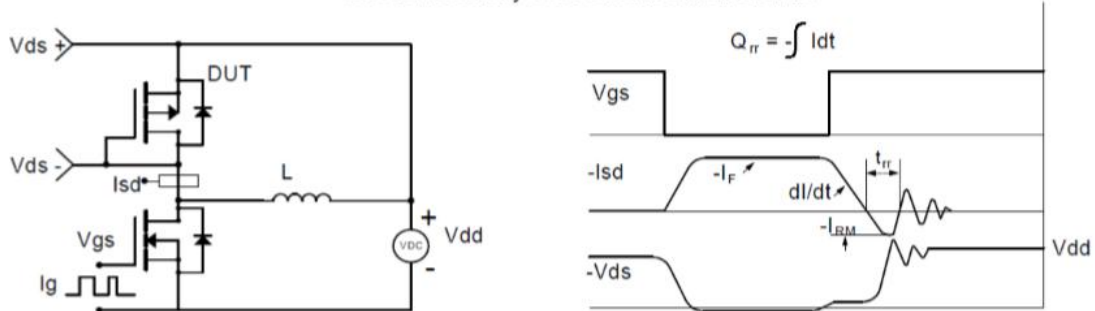 Vds +
DUT
Vds -
Isd
L
Vgs
Ig
+
VDC
Vdd
-
Qrr = -∫ Idt
Vgs
-Isd
-IF
dI/dt
trr
-IRM
-Vds
Vdd